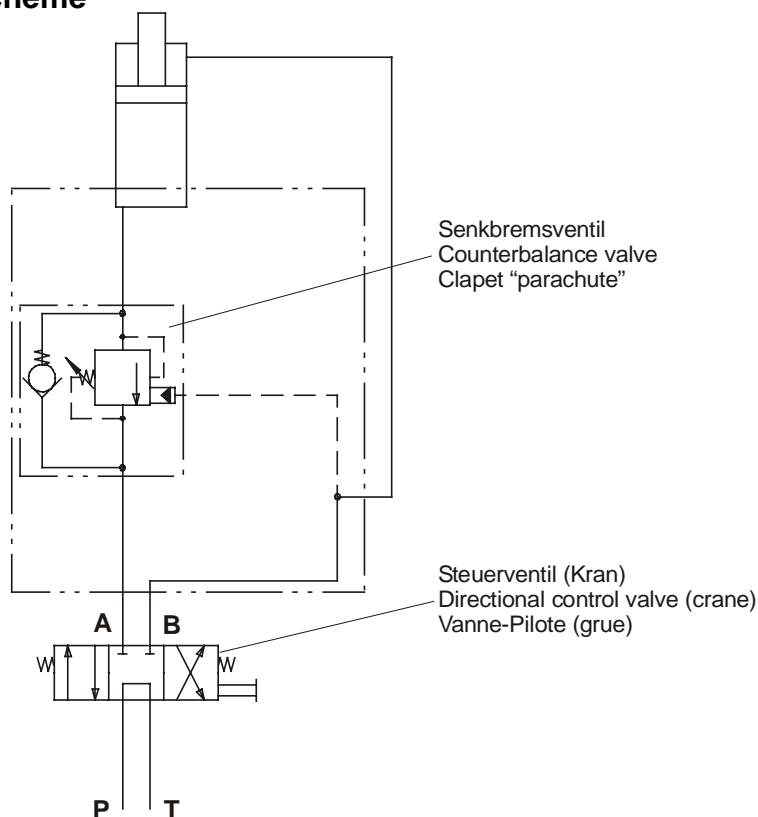 Senkbremsventil
Counterbalance valve
Clapet “parachute”
Steuerventil (Kran)
Directional control valve (crane)
Vanne-Pilote (grue)
A B
P T